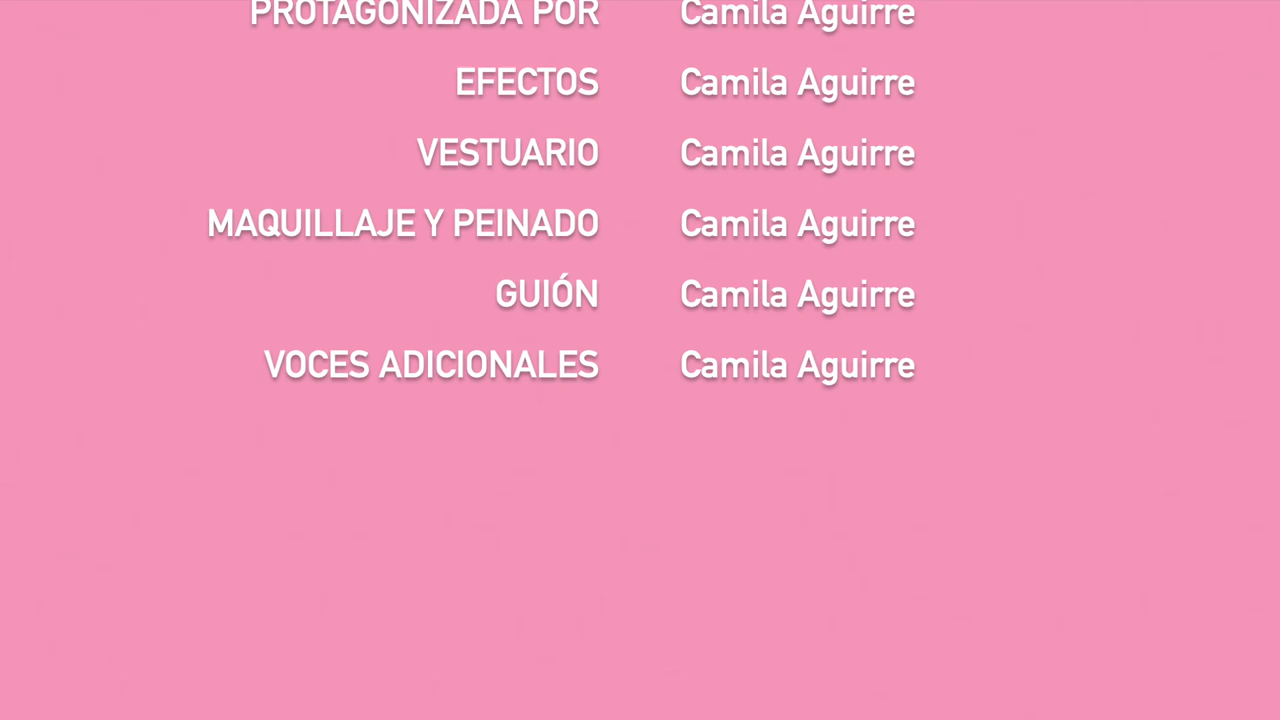 PROTAGONIZADA POR Camila Aguirre
EFECTOS Camila Aguirre
VESTUARIO Camila Aguirre
MAQUILLAJE Y PEINADO Camila Aguirre
GUIÓN Camila Aguirre
VOCES ADICIONALES Camila Aguirre